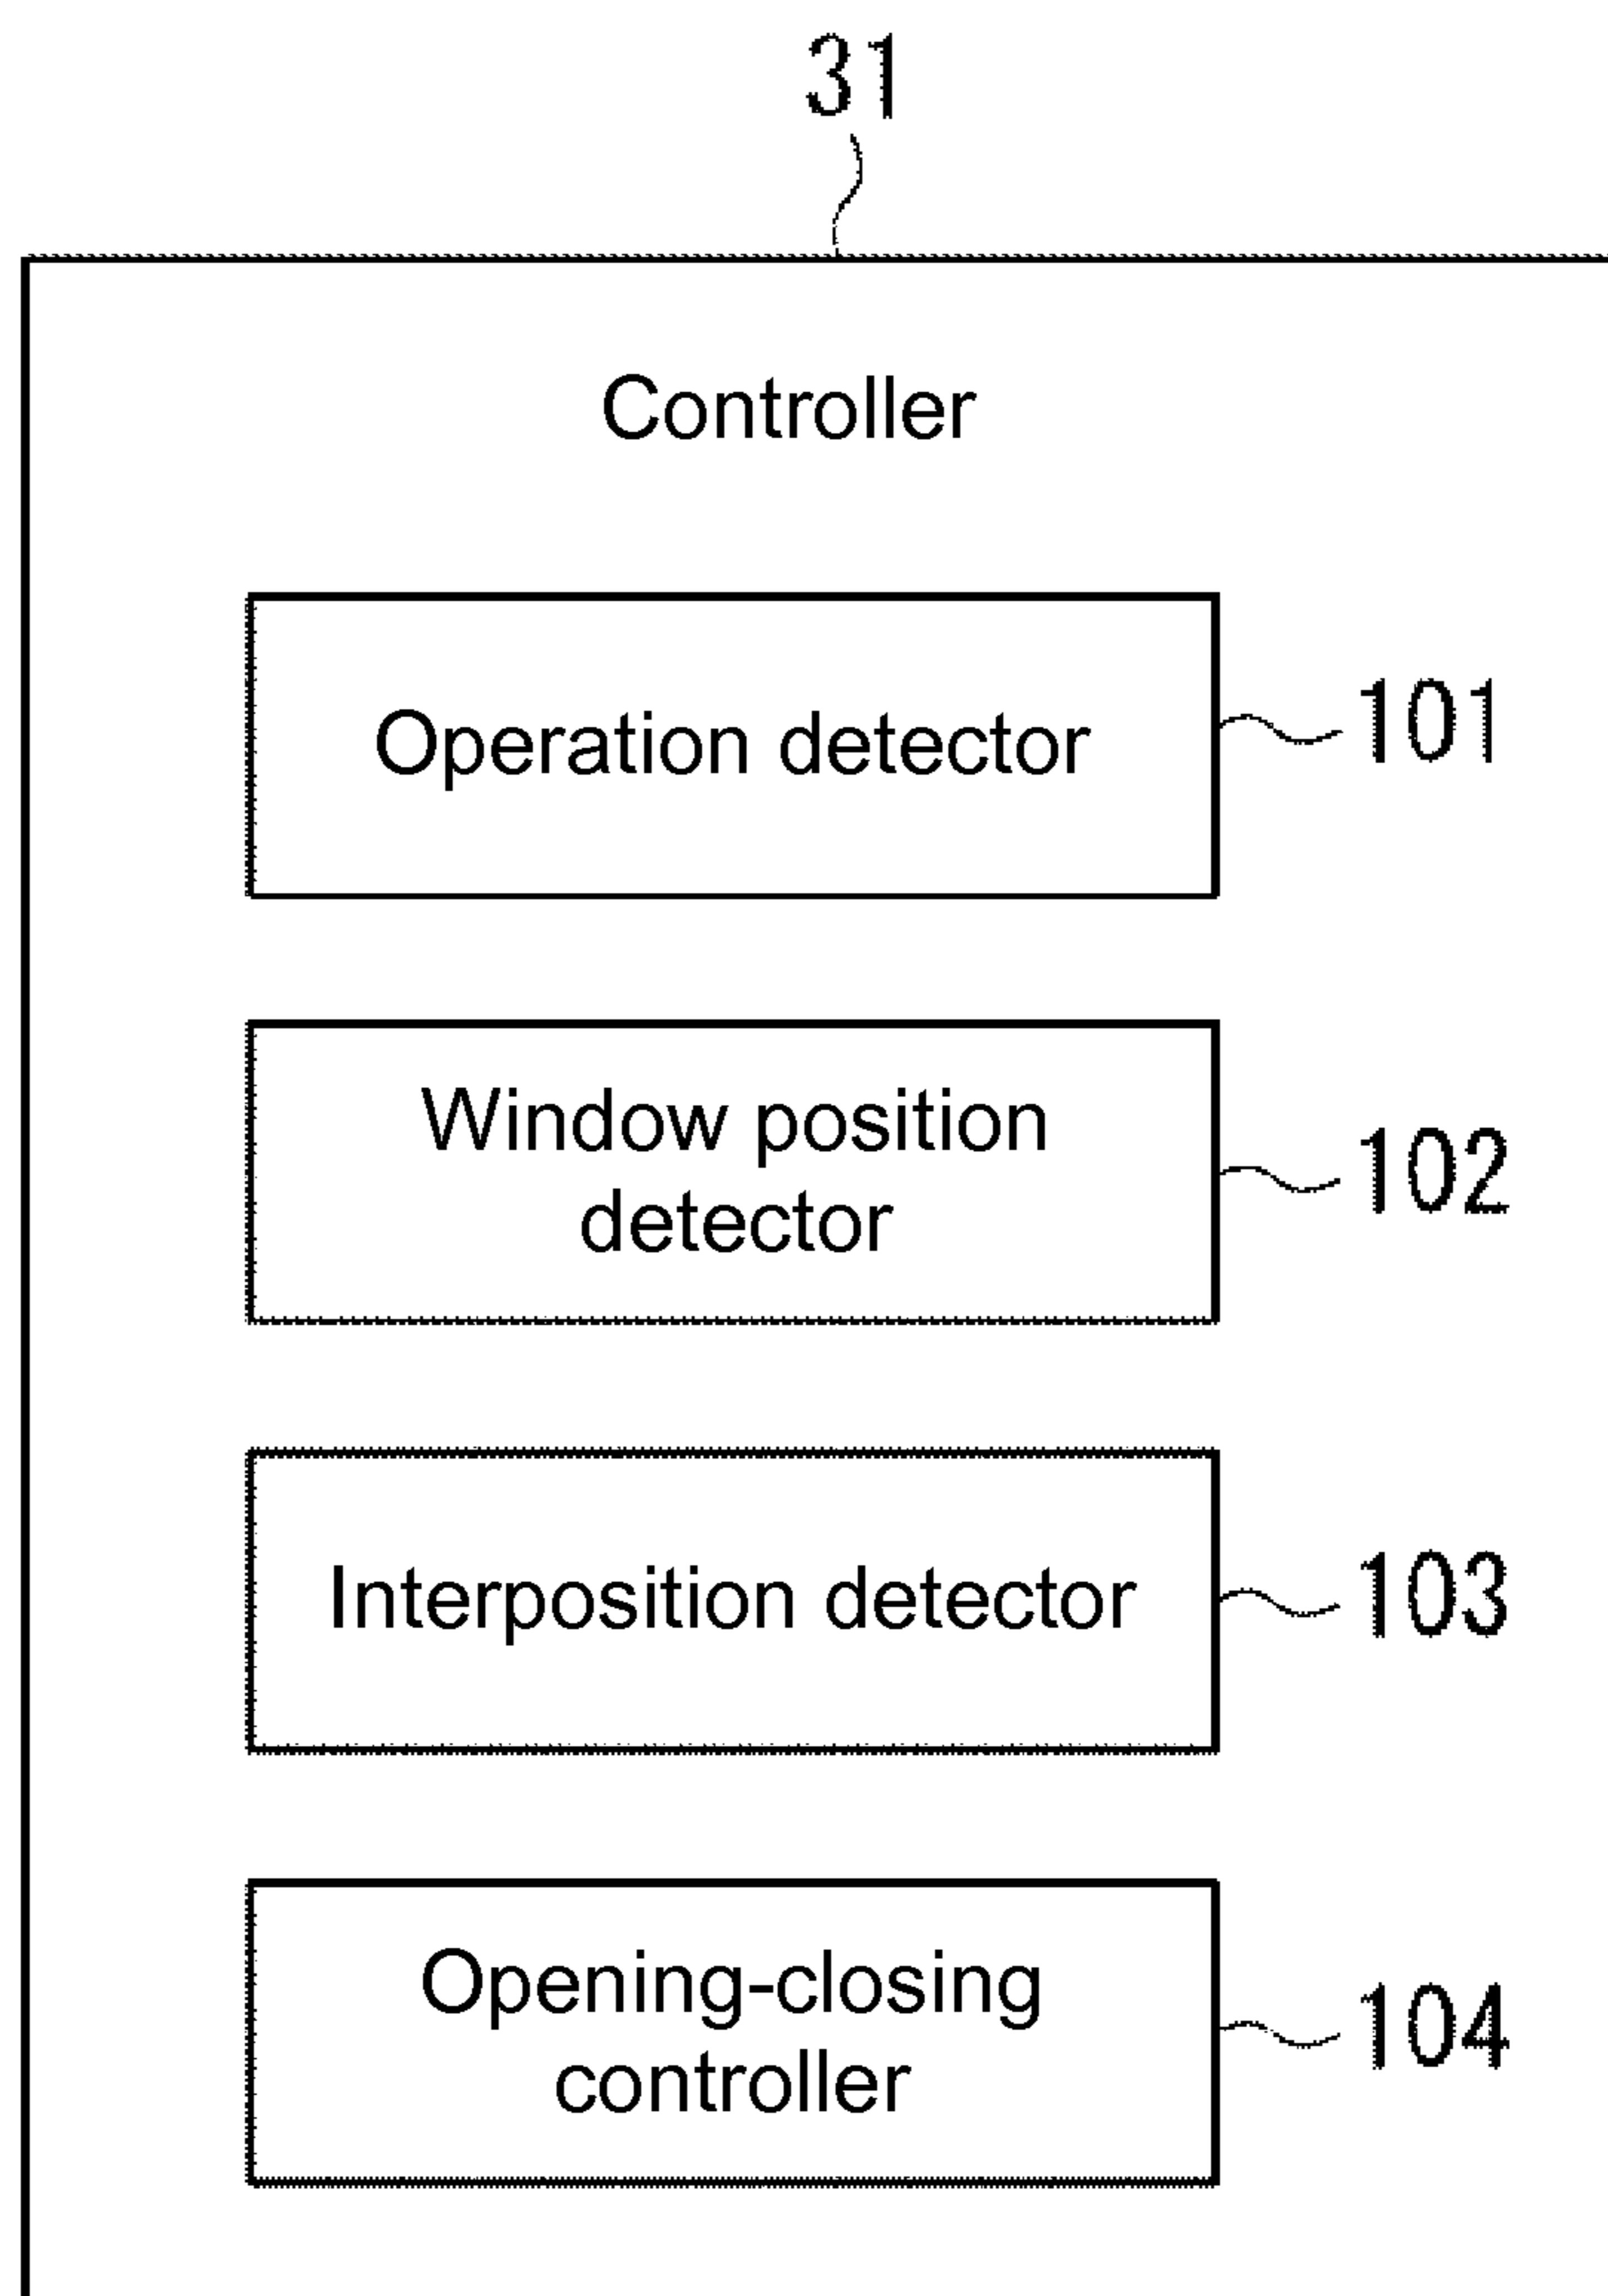 31
Controller
Operation detector
101
Window position
detector
102
Interposition detector
103
Opening-closing
controller
104